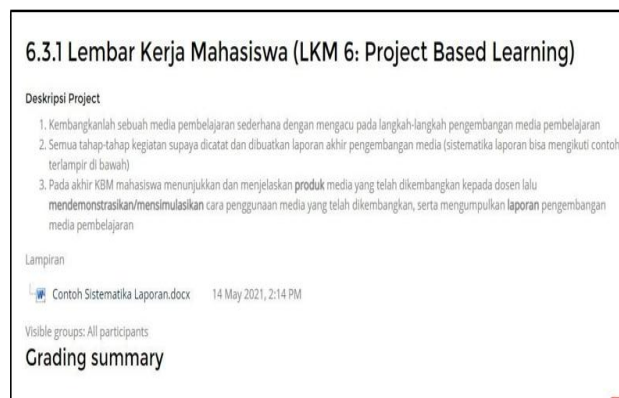 6.3.1 Lembar Kerja Mahasiswa (LKM 6: Project Based Learning)
Deskripsi Project
1. Kembangkanlah sebuah media pembelajaran sederhana dengan mengacu pada langkah-langkah pengembangan media pembelajaran
2. Semua tahap-tahap kegiatan supaya dicatat dan dibuatkan laporan akhir pengembangan media (sistematika laporan bisa mengikuti contoh
terlampir di bawah)
3. Pada akhir KBM mahasiswa menunjukkan dan menjelaskan produk media yang telah dikembangkan kepada dosen lalu
mendemonstrasikan/mensimulasikan cara penggunaan media yang telah dikembangkan, serta mengumpulkan laporan pengembangan
media pembelajaran
Lampiran
Contoh Sistematika Laporan.docx 14 May 2021, 2:14 PM
Visible groups: All participants
Grading summary